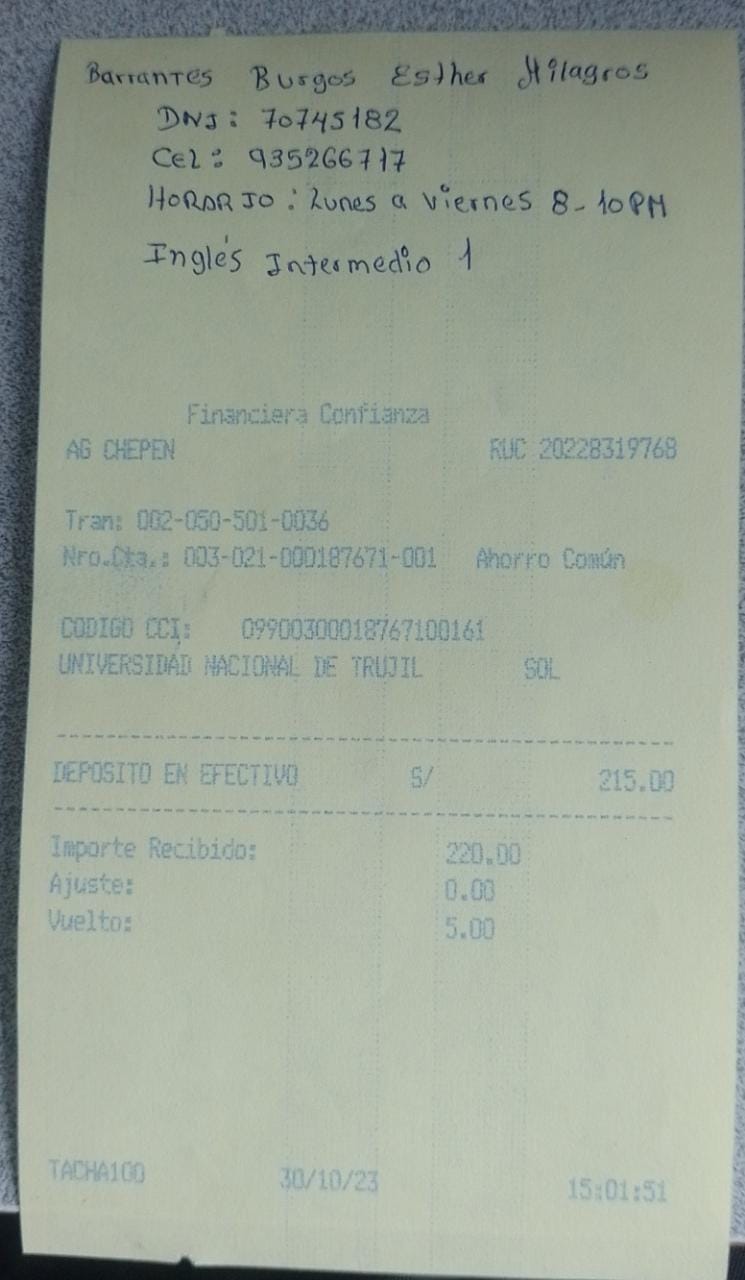 Barrantes Burgos Esther Milagros
DNI: 70745182
Cel: 935266717
HORARIO: Lunes a viernes 8-10PM
Inglés Intermedio 1
Financiera Confianza
AG CHEPEN RUC 20228319768
Tran: 002-050-501-0036
Nro.Cta.: 003-021-000187671-001 Ahorro Común
CODIGO CCI: 09900300018767100161
UNIVERSIDAD NACIONAL DE TRUJIL SOL
DEPOSITO EN EFECTIVO S/ 215.00
Importe Recibido: 220.00
Ajuste: 0.00
Vuelto: 5.00
TACHA100 30/10/23 15:01:51